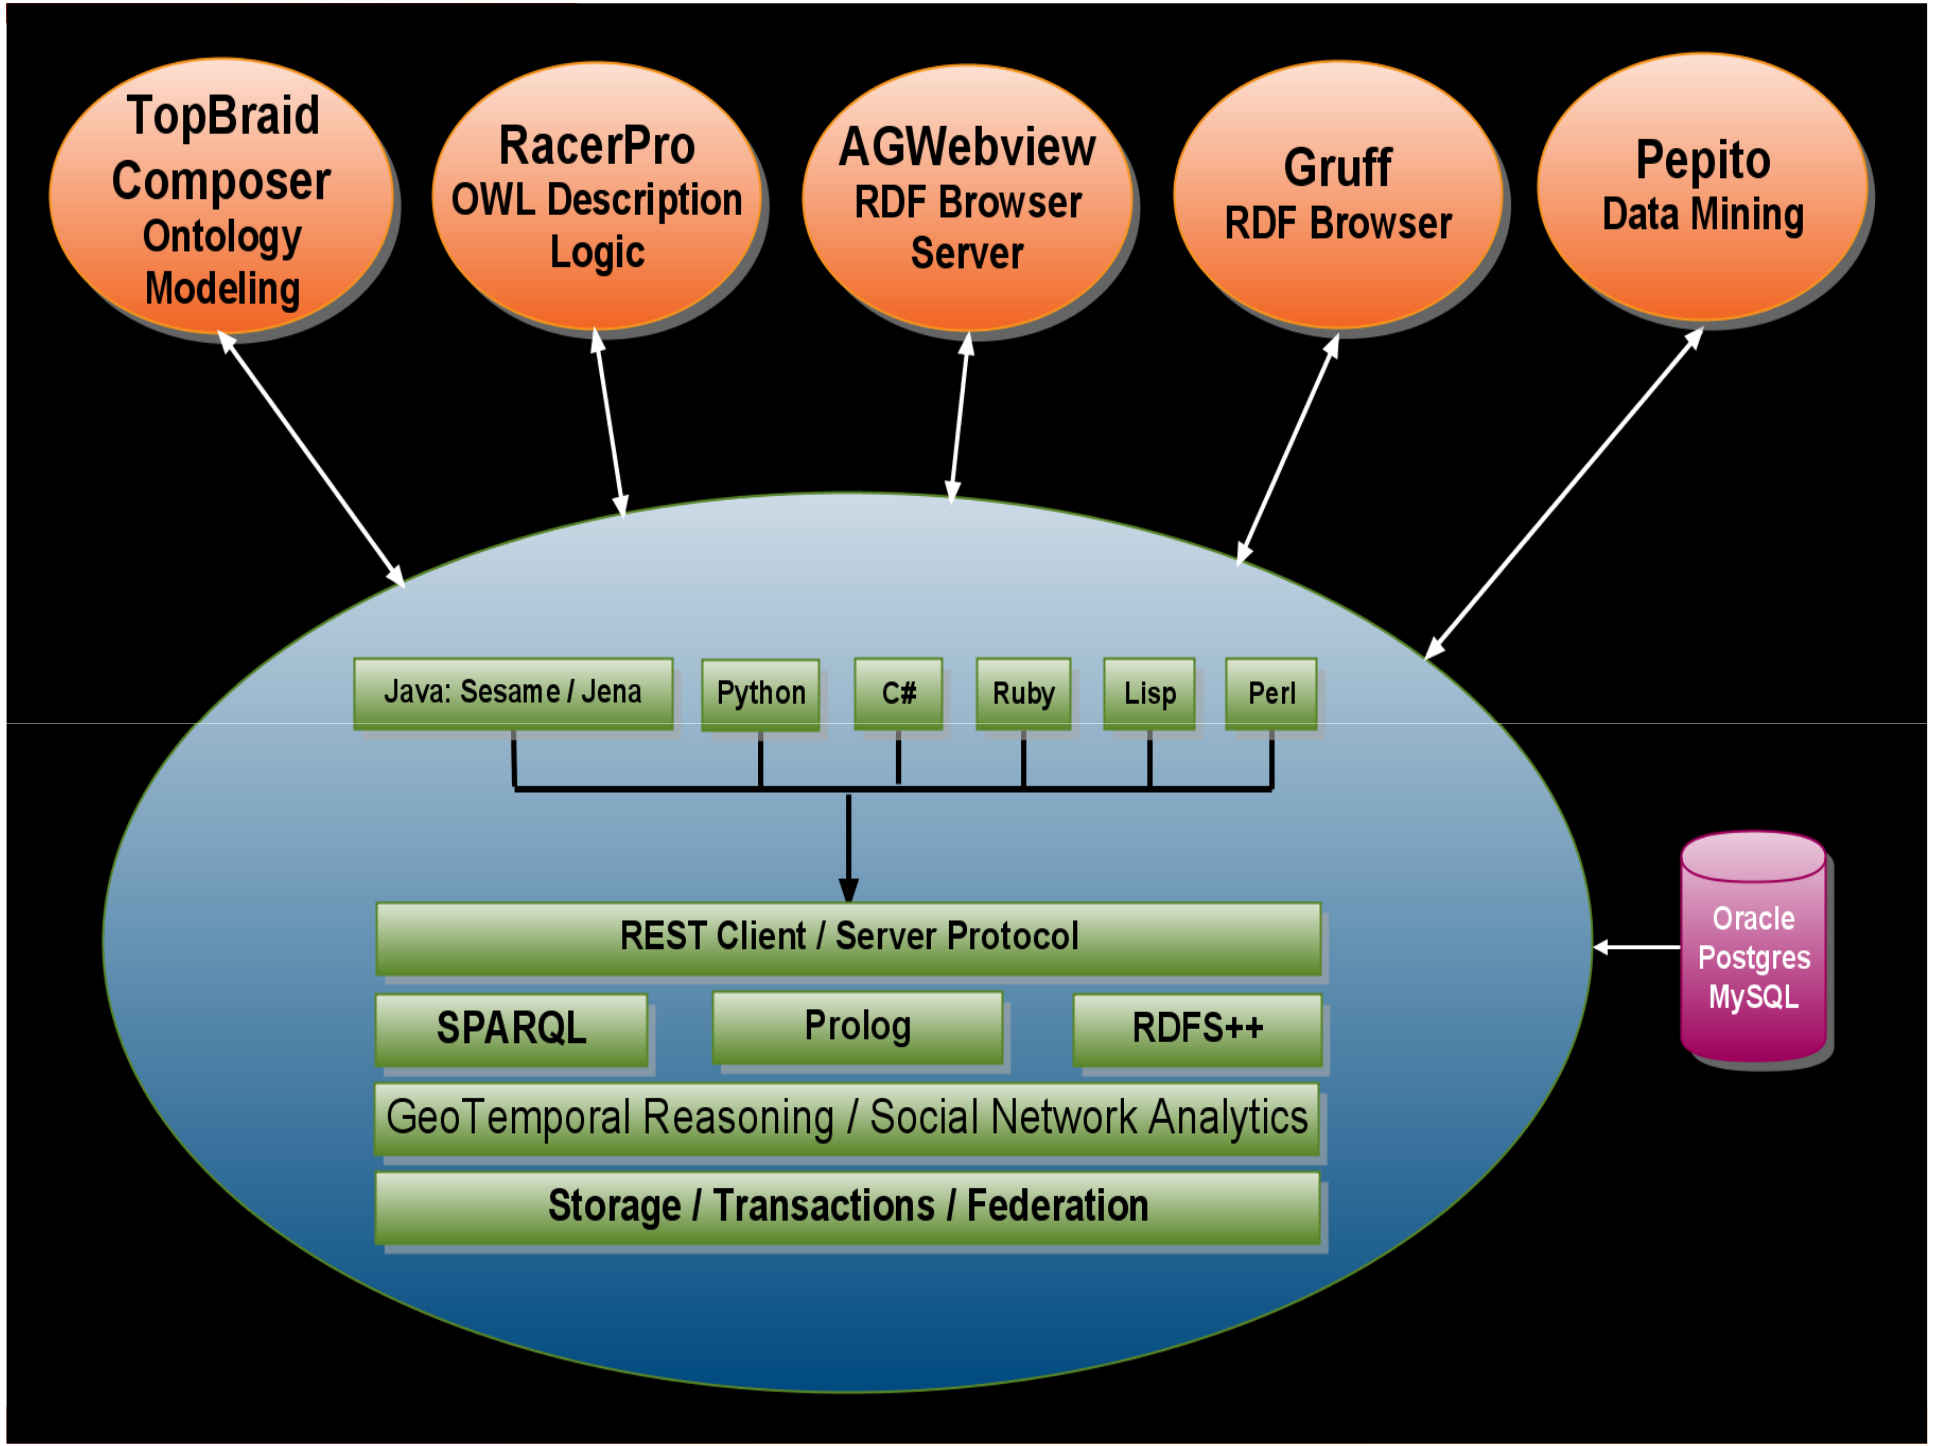 TopBraid
Composer
Ontology
Modeling
RacerPro
OWL Description
Logic
AGWebview
RDF Browser
Server
Gruff
RDF Browser
Pepito
Data Mining
Java: Sesame / Jena
Python
C#
Ruby
Lisp
Perl
REST Client / Server Protocol
SPARQL
Prolog
RDFS++
GeoTemporal Reasoning / Social Network Analytics
Storage / Transactions / Federation
Oracle
Postgres
MySQL